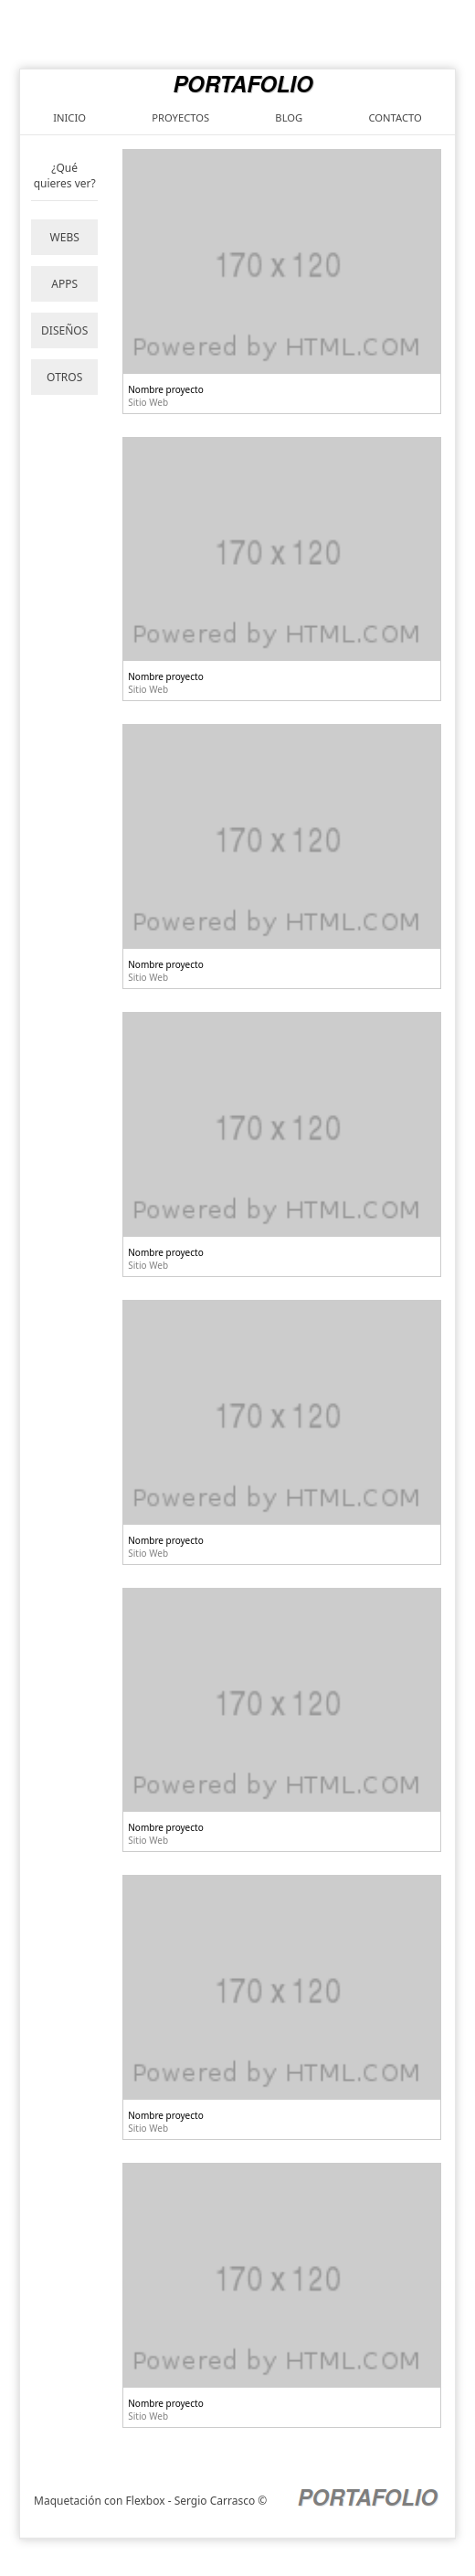 PORTAFOLIO
INICIO PROYECTOS BLOG CONTACTO
¿Qué
quieres ver?
WEBS
APPS
DISEÑOS
OTROS
170 x 120
Powered by HTML.COM
Nombre proyecto
Sitio Web
170 x 120
Powered by HTML.COM
Nombre proyecto
Sitio Web
170 x 120
Powered by HTML.COM
Nombre proyecto
Sitio Web
170 x 120
Powered by HTML.COM
Nombre proyecto
Sitio Web
170 x 120
Powered by HTML.COM
Nombre proyecto
Sitio Web
170 x 120
Powered by HTML.COM
Nombre proyecto
Sitio Web
170 x 120
Powered by HTML.COM
Nombre proyecto
Sitio Web
170 x 120
Powered by HTML.COM
Nombre proyecto
Sitio Web
Maquetación con Flexbox - Sergio Carrasco © PORTAFOLIO